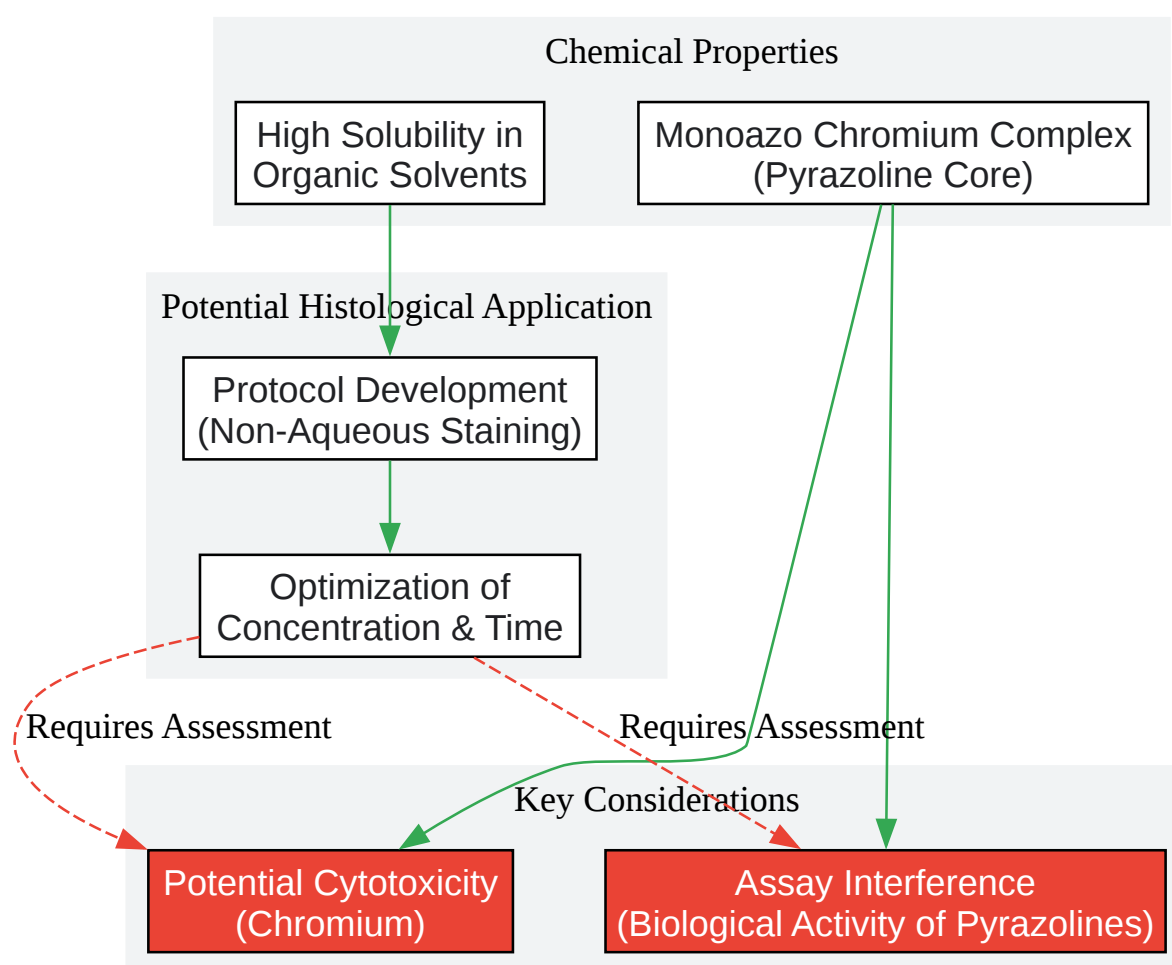 Chemical Properties
High Solubility in
Organic Solvents
Monoazo Chromium Complex
(Pyrazoline Core)
Potential Histological Application
Protocol Development
(Non-Aqueous Staining)
Optimization of
Concentration & Time
Requires Assessment
Requires Assessment
Key Considerations
Potential Cytotoxicity
(Chromium)
Assay Interference
(Biological Activity of Pyrazolines)